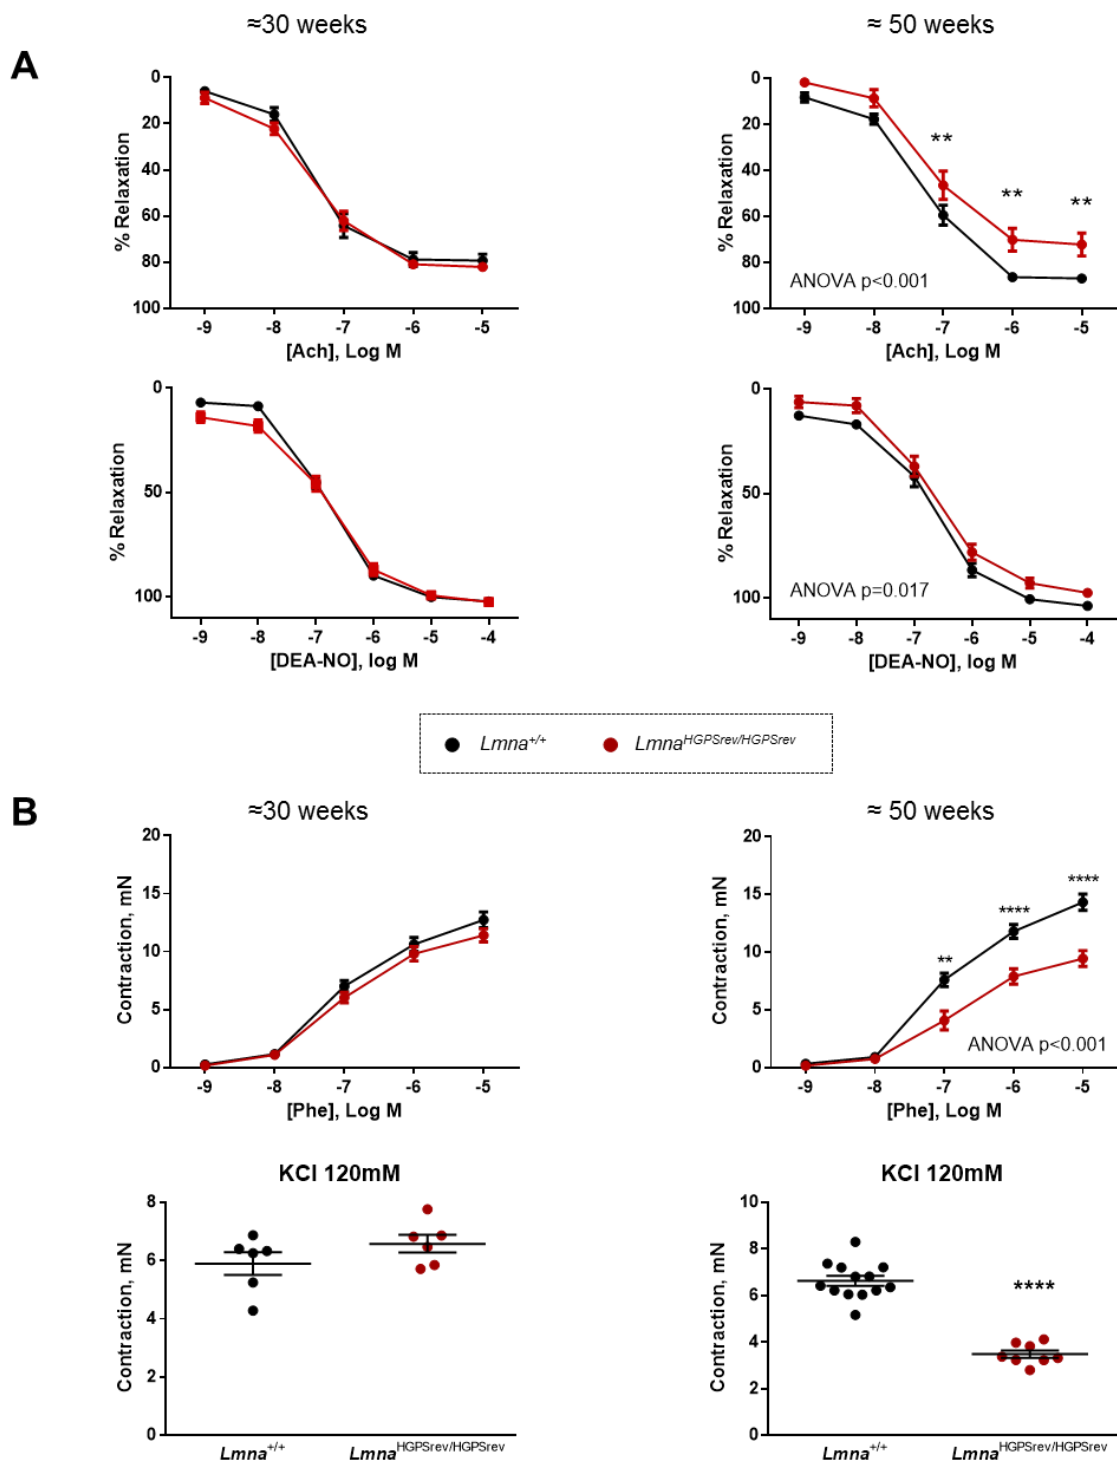 ≈30 weeks
≈ 50 weeks
A
0
20
40
60
80
100
% Relaxation
-9 -8 -7 -6 -5
[Ach], Log M
0
20
40
60
80
100
% Relaxation
**
**
**
ANOVA p<0.001
-9 -8 -7 -6 -5
[Ach], Log M
0
50
100
% Relaxation
-9 -8 -7 -6 -5 -4
[DEA-NO], log M
0
50
100
% Relaxation
ANOVA p=0.017
-9 -8 -7 -6 -5 -4
[DEA-NO], log M
Lmna+/+
LmnaHGPSrev/HGPSrev
B
≈30 weeks
≈ 50 weeks
20
15
10
5
0
Contraction, mN
-9 -8 -7 -6 -5
[Phe], Log M
20
15
10
5
0
Contraction, mN
**
****
****
ANOVA p<0.001
-9 -8 -7 -6 -5
[Phe], Log M
KCl 120mM
8
6
4
2
0
Contraction, mN
Lmna+/+
LmnaHGPSrev/HGPSrev
KCl 120mM
10
8
6
4
2
0
Contraction, mN
****
Lmna+/+
LmnaHGPSrev/HGPSrev